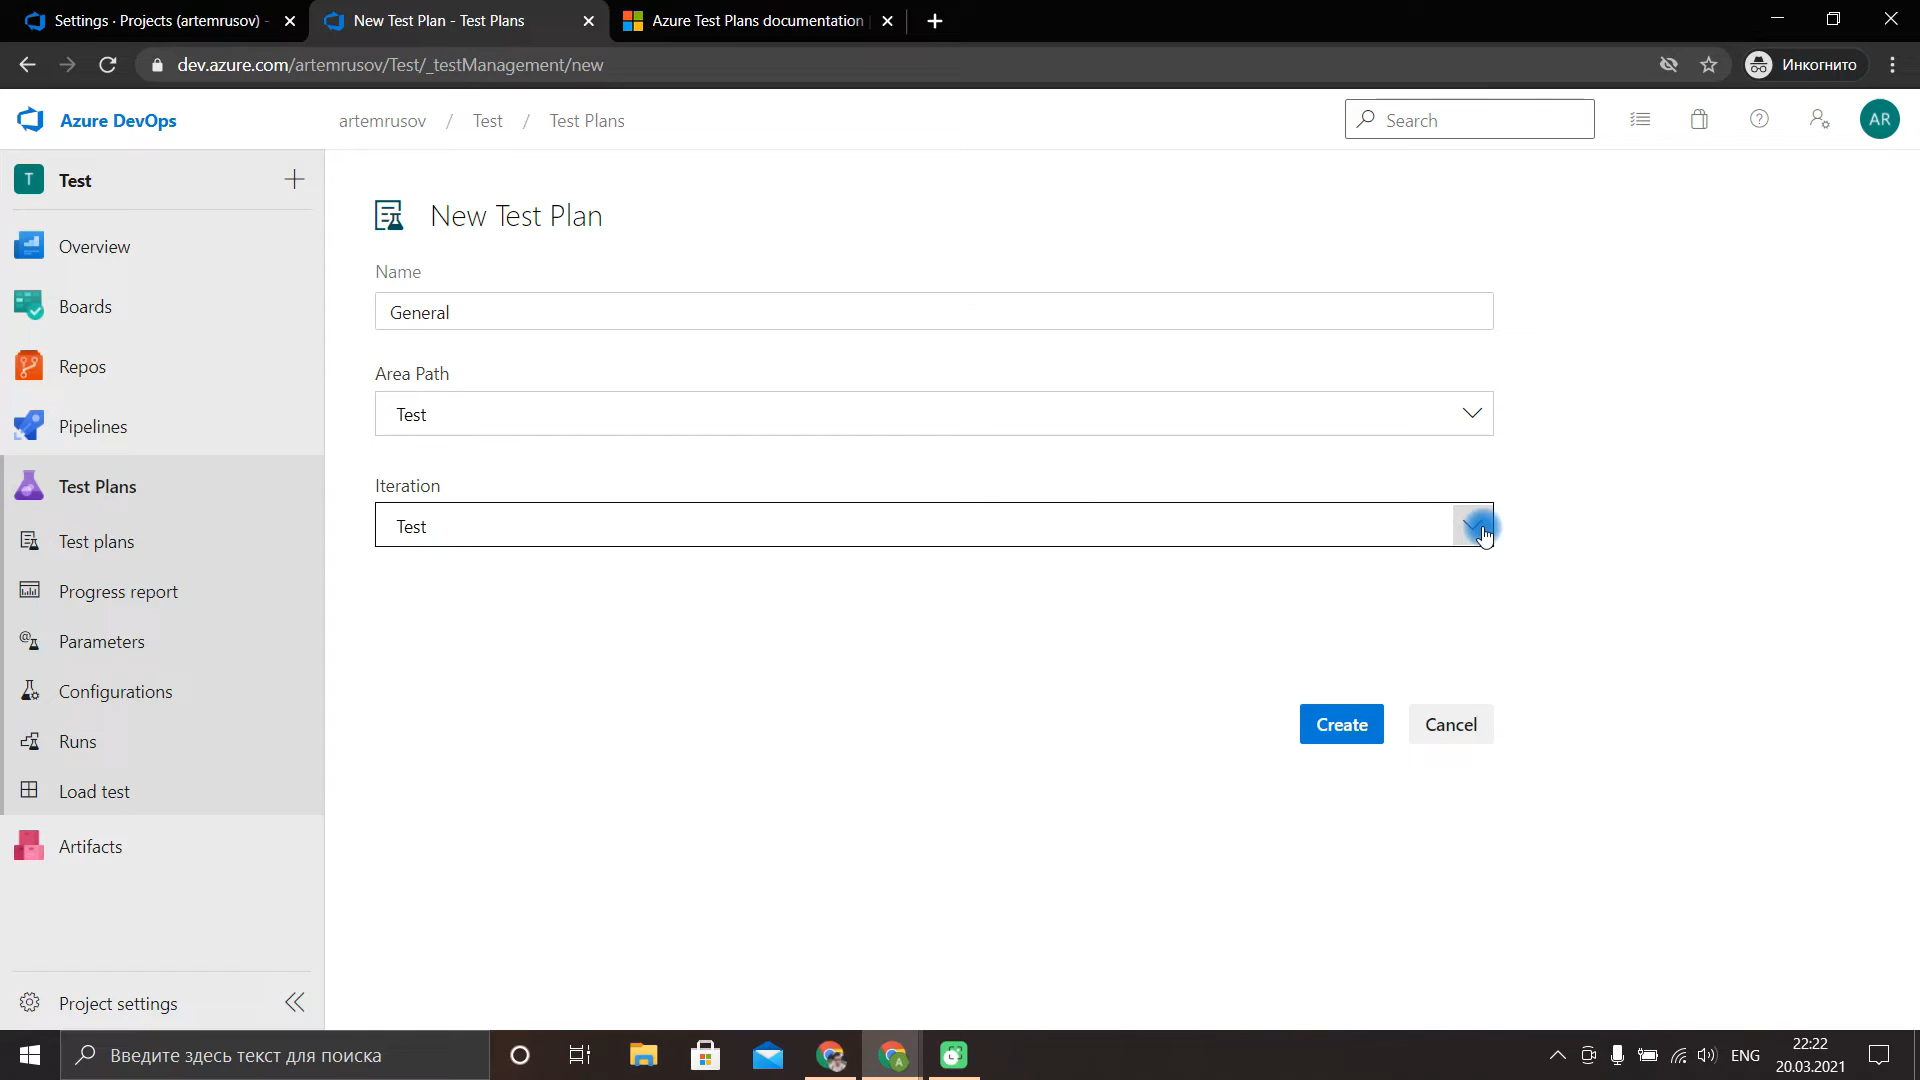 Settings · Projects (artemrusov) -
New Test Plan - Test Plans
Azure Test Plans documentation
dev.azure.com/artemrusov/Test/_testManagement/new
Инкогнито
Azure DevOps
artemrusov / Test / Test Plans
Search
AR
T
Test
Overview
Boards
Repos
Pipelines
Test Plans
Test plans
Progress report
Parameters
Configurations
Runs
Load test
Artifacts
Project settings
New Test Plan
Name
General
Area Path
Test
Iteration
Test
Create
Cancel
Введите здесь текст для поиска
ENG
22:22
20.03.2021